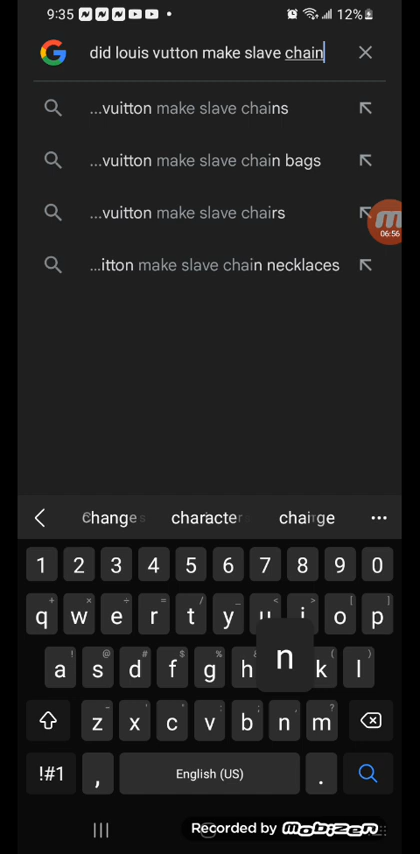 9:35 12%
did louis vutton make slave chain
...vuitton make slave chains
...vuitton make slave chain bags
...vuitton make slave chairs
06:56
...itton make slave chain necklaces
change character ...
1 2 3 4 5 6 7 8 9 0
q w e r t y u i o p
a s d f g h k l
n
z x c v b n m
!#1 , English (US) .
Recorded by mobizen